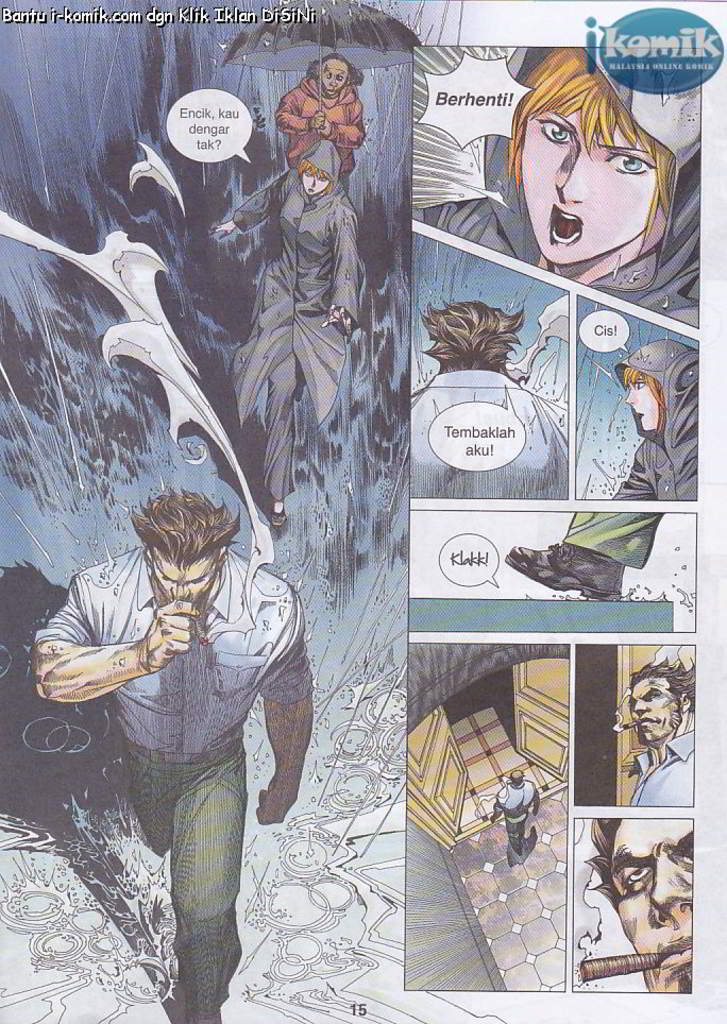 Bantu i-komik.com dgn Klik Iklan DiSiNi
ikomik
MALAYSIA ONLINE KOMIK
Encik, kau
dengar
tak?
Berhenti!
Cis!
Tembaklah
aku!
Klakk!
15